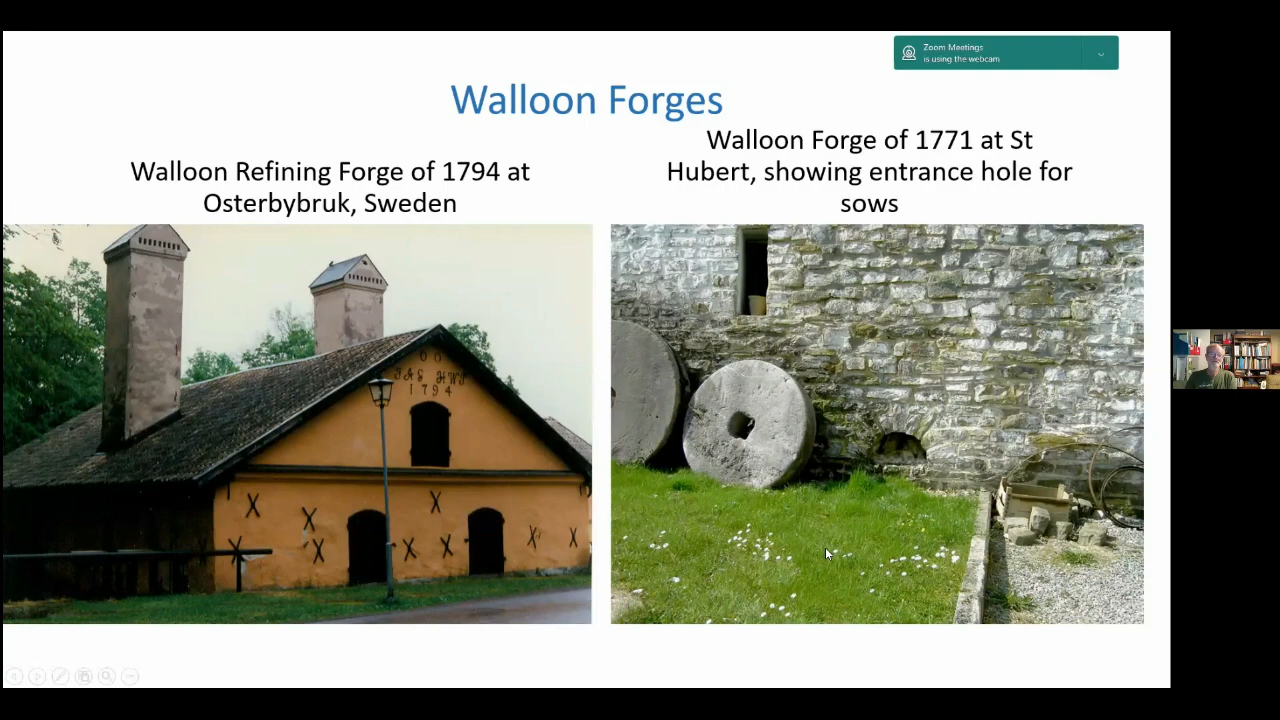 Zoom Meetings
is using the webcam
Walloon Forges
Walloon Refining Forge of 1794 at
Osterbybruk, Sweden
Walloon Forge of 1771 at St
Hubert, showing entrance hole for
sows
1794